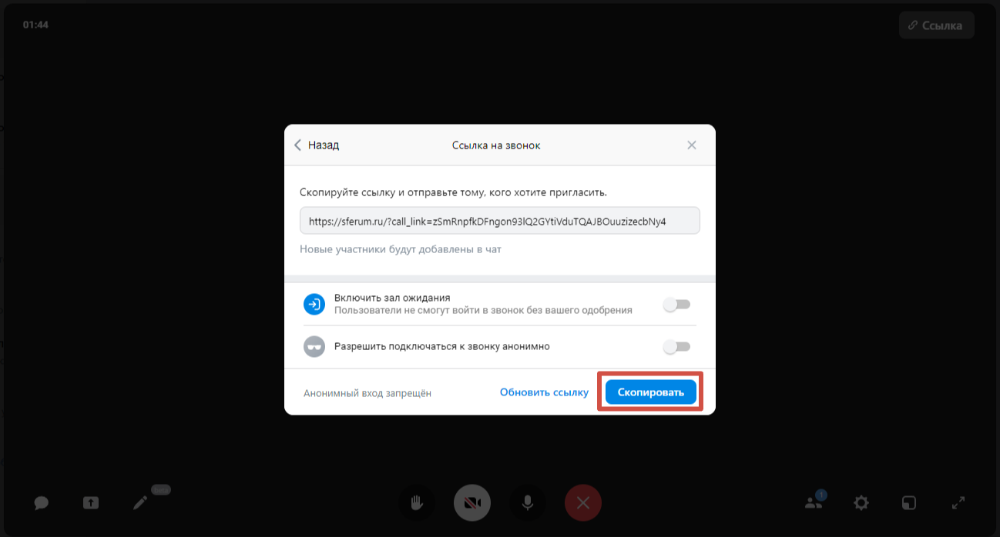 01:44
Ссылка
Назад
Ссылка на звонок
Скопируйте ссылку и отправьте тому, кого хотите пригласить.
https://sferum.ru/?call_link=zSmRnpfkDFngon93lQ2GYtiVduTQAJBOuuzizecbNy4
Новые участники будут добавлены в чат
Включить зал ожидания
Пользователи не смогут войти в звонок без вашего одобрения
Разрешить подключаться к звонку анонимно
Анонимный вход запрещён
Обновить ссылку
Скопировать
1